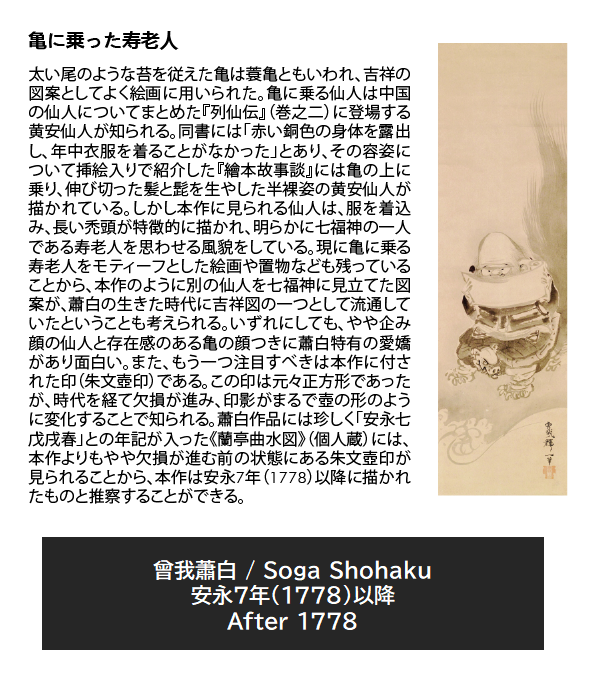 亀に乗った寿老人
太い尾のような苔を従えた亀は蓑亀ともいわれ、吉祥の
図案としてよく絵画に用いられた。亀に乗る仙人は中国
の仙人についてまとめた『列仙伝』（巻之二）に登場する
黄安仙人が知られる。同書には「赤い銅色の身体を露出
し、年中衣服を着ることがなかった」とあり、その容姿に
ついて挿絵入りで紹介した『繪本故事談』には亀の上に
乗り、伸び切った髪と髭を生やした半裸姿の黄安仙人が
描かれている。しかし本作に見られる仙人は、服を着込
み、長い禿頭が特徴的に描かれ、明らかに七福神の一人
である寿老人を思わせる風貌をしている。現に亀に乗る
寿老人をモティーフとした絵画や置物なども残っている
ことから、本作のように別の仙人を七福神に見立てた図
案が、蕭白の生きた時代に吉祥図の一つとして流通して
いたということも考えられる。いずれにしても、やや企み
顔の仙人と存在感のある亀の顔つきに蕭白特有の愛嬌
があり面白い。また、もう一つ注目すべきは本作に付さ
れた印（朱文壺印）である。この印は元々正方形であった
が、時代を経て欠損が進み、印影がまるで壺の形のよう
に変化することで知られる。蕭白作品には珍しく「安永七
戊戌春」との年記が入った《蘭亭曲水図》（個人蔵）には、
本作よりもやや欠損が進む前の状態にある朱文壺印が
見られることから、本作は安永7年（1778）以降に描かれ
たものと推察することができる。
曾我蕭白 / Soga Shohaku
安永7年（1778）以降
After 1778